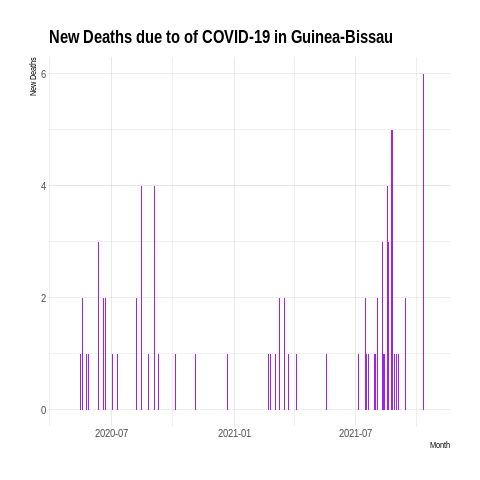 New Deaths due to of COVID-19 in Guinea-Bissau
New Deaths
6
4
2
0
2020-07 2021-01 2021-07
Month